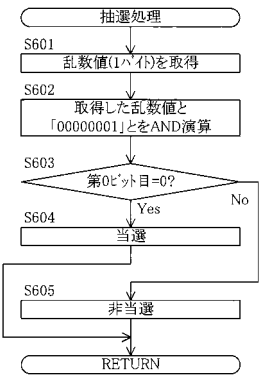 抽選処理
S601
乱数値(1ﾊﾞｲﾄ)を取得
S602
取得した乱数値と
「00000001」とをAND演算
S603
第0ﾋﾞｯﾄ目=0?
No
Yes
S604
当選
S605
非当選
RETURN